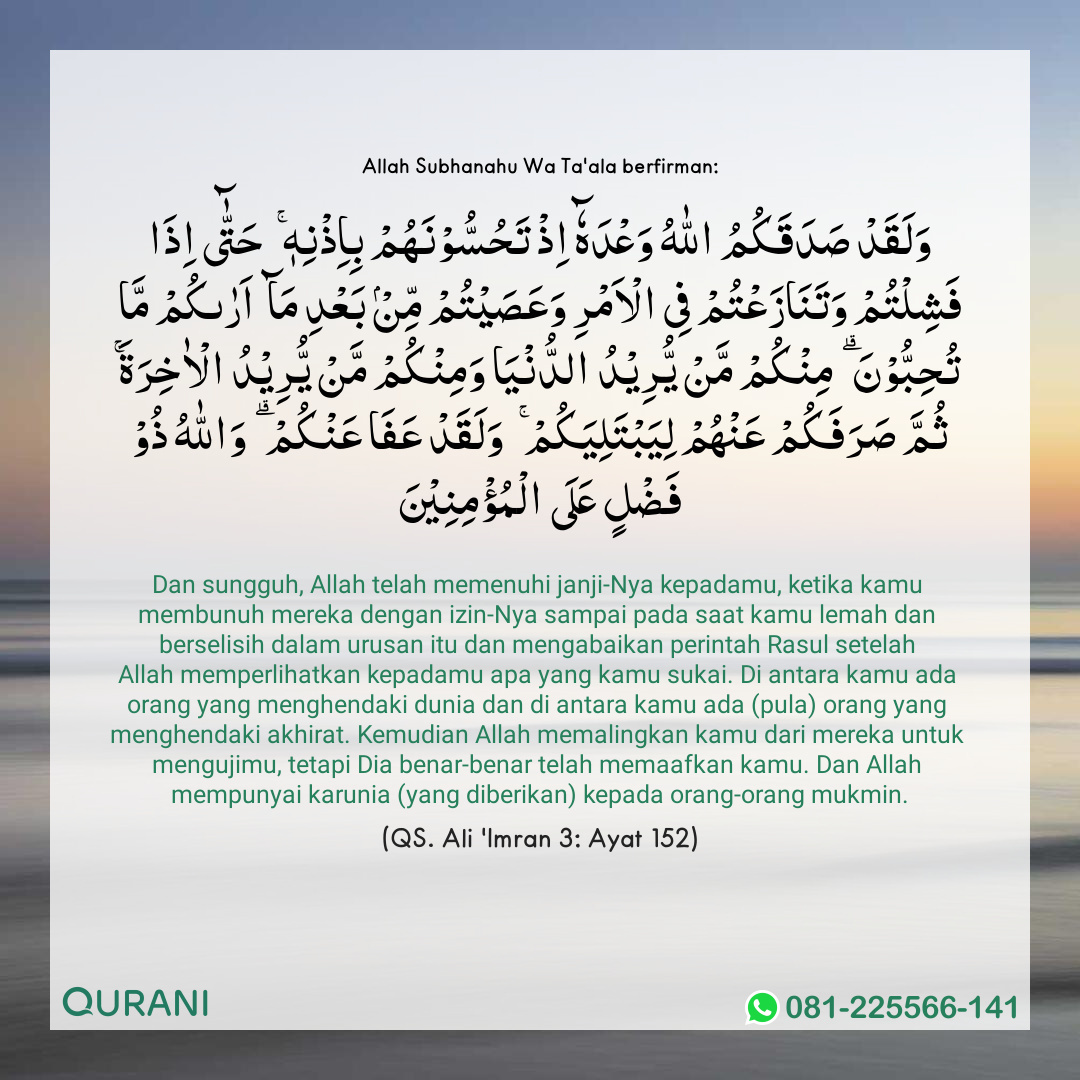 Allah Subhanahu Wa Ta'ala berfirman:
وَلَقَدْ صَدَقَكُمُ اللّٰهُ وَعْدَهٗٓ اِذْ تَحُسُّوْنَهُمْ بِاِذْنِهٖ ۚ حَتّٰٓى اِذَا
فَشِلْتُمْ وَتَنَازَعْتُمْ فِى الْاَمْرِ وَعَصَيْتُمْ مِّنْۢ بَعْدِ مَاۤ اَرٰٮكُمْ مَّا
تُحِبُّوْنَ ۗ مِنْكُمْ مَّنْ يُّرِيْدُ الدُّنْيَا وَمِنْكُمْ مَّنْ يُّرِيْدُ الْاٰخِرَةَ ۚ
ثُمَّ صَرَفَكُمْ عَنْهُمْ لِيَبْتَلِيَكُمْ ۚ وَلَقَدْ عَفَا عَنْكُمْ ۗ وَاللّٰهُ ذُوْ
فَضْلٍ عَلَى الْمُؤْمِنِيْنَ
Dan sungguh, Allah telah memenuhi janji-Nya kepadamu, ketika kamu
membunuh mereka dengan izin-Nya sampai pada saat kamu lemah dan
berselisih dalam urusan itu dan mengabaikan perintah Rasul setelah
Allah memperlihatkan kepadamu apa yang kamu sukai. Di antara kamu ada
orang yang menghendaki dunia dan di antara kamu ada (pula) orang yang
menghendaki akhirat. Kemudian Allah memalingkan kamu dari mereka untuk
mengujimu, tetapi Dia benar-benar telah memaafkan kamu. Dan Allah
mempunyai karunia (yang diberikan) kepada orang-orang mukmin.
(QS. Ali 'Imran 3: Ayat 152)
QURANI
081-225566-141